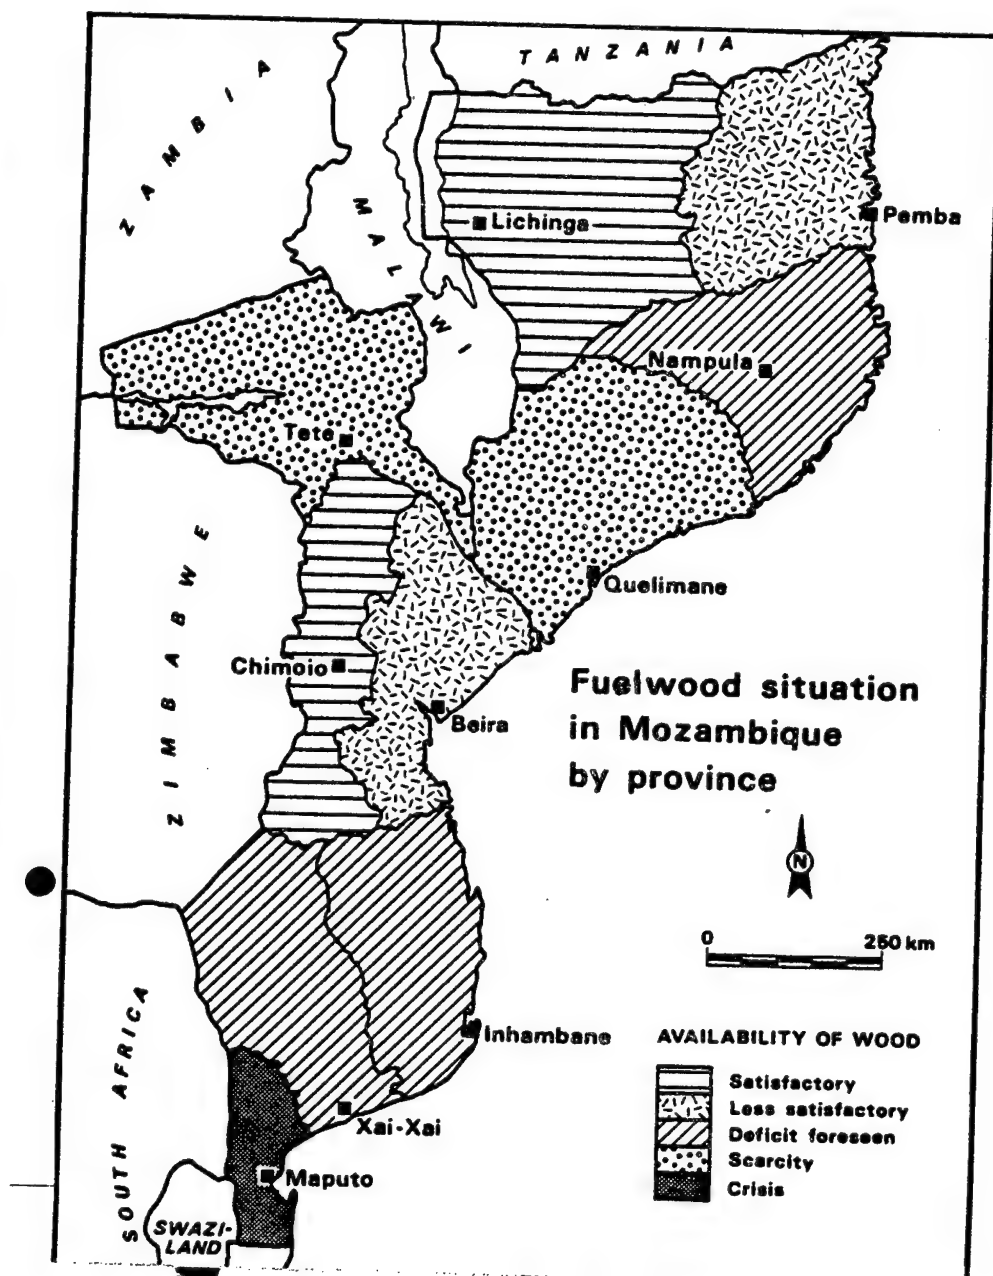 TANZANIA
ZAMBIA
MALAWI
Lichinga
Pemba
Nampula
Tete
Quelimane
ZIMBABWE
Chimoio
Beira
Fuelwood situation
in Mozambique
by province
N
0 250 km
Inhambane
AVAILABILITY OF WOOD
Satisfactory
Less satisfactory
Deficit foreseen
Scarcity
Crisis
SOUTH AFRICA
Xai-Xai
Maputo
SWAZI-
LAND